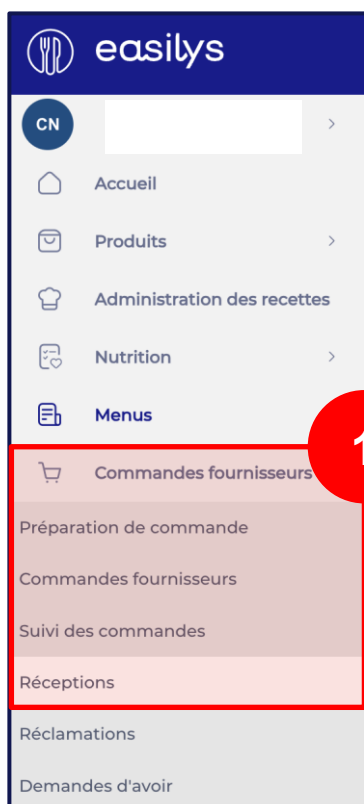 easilys
CN
Accueil
Produits
Administration des recettes
Nutrition
Menus
1
Commandes fournisseurs
Préparation de commande
Commandes fournisseurs
Suivi des commandes
Réceptions
Réclamations
Demandes d'avoir